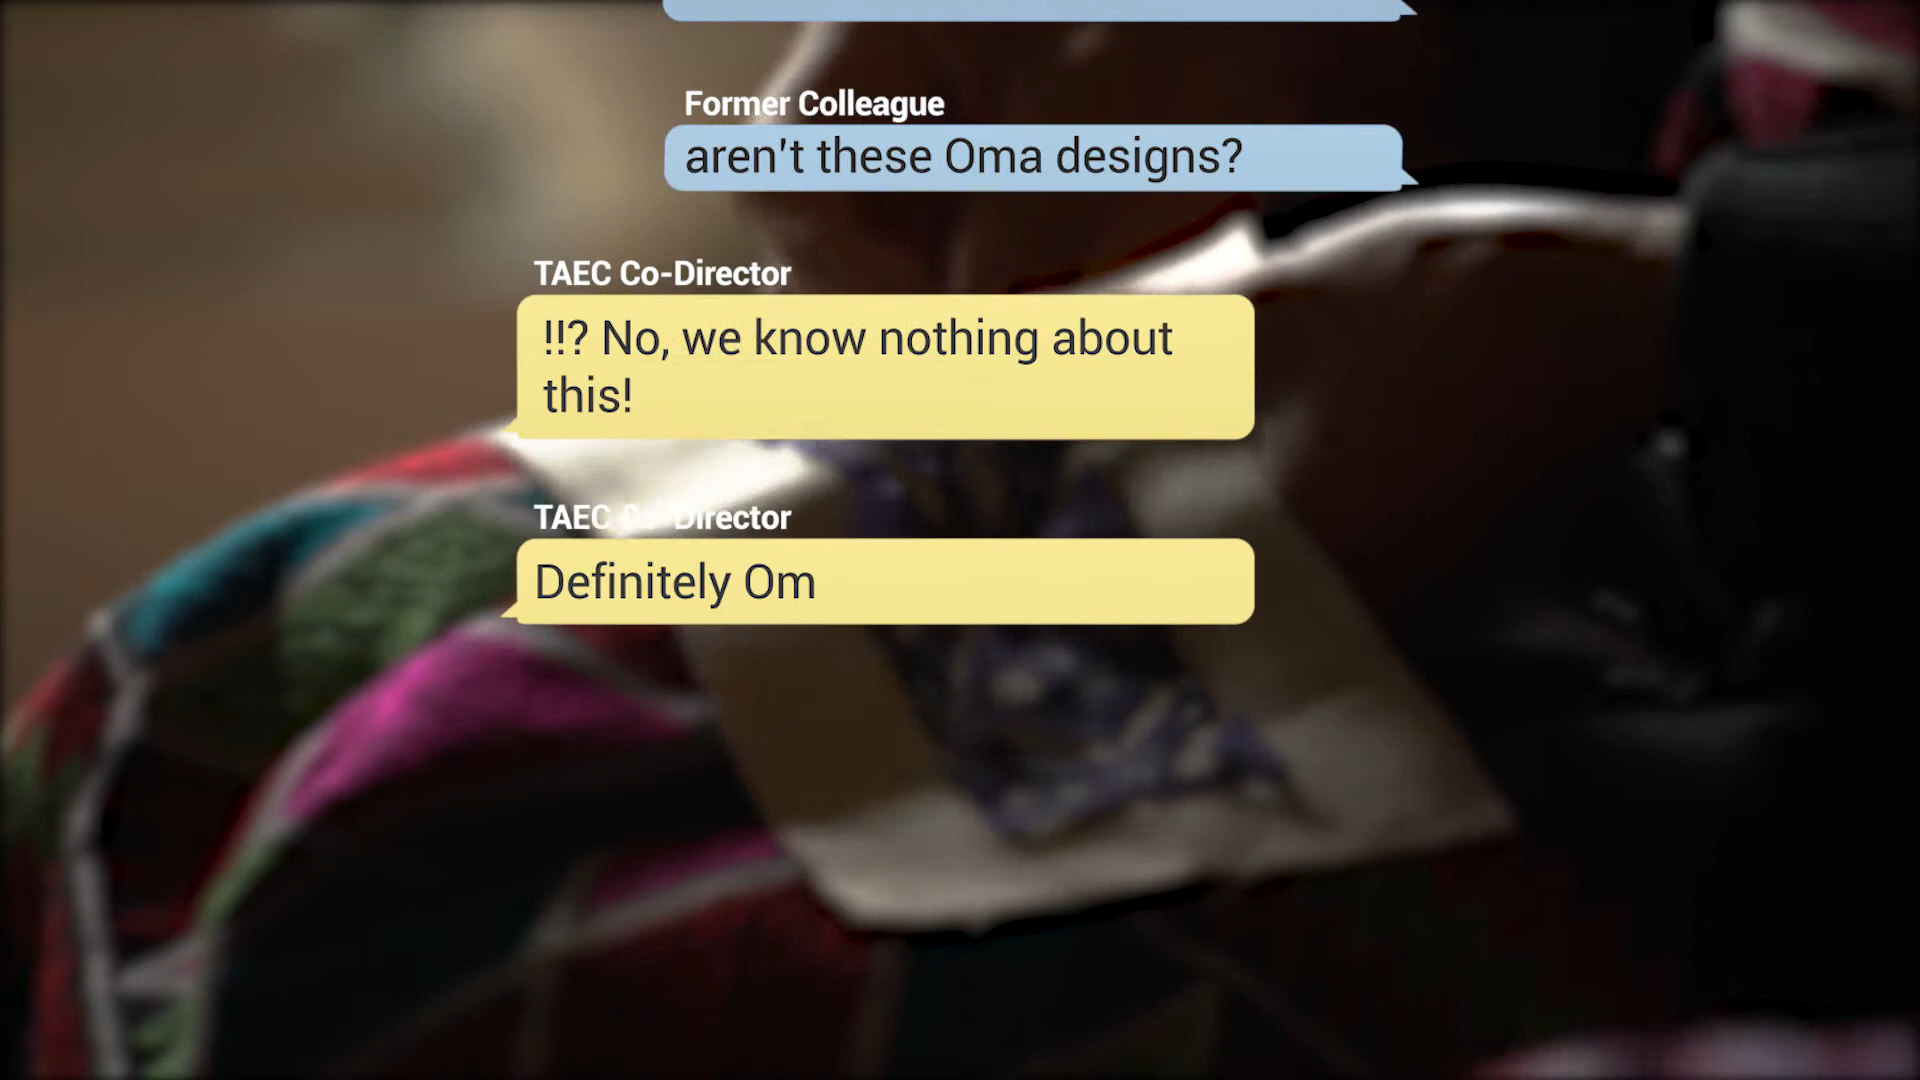 Former Colleague
aren't these Oma designs?
TAEC Co-Director
!!? No, we know nothing about
this!
TAEC Co-Director
Definitely Om